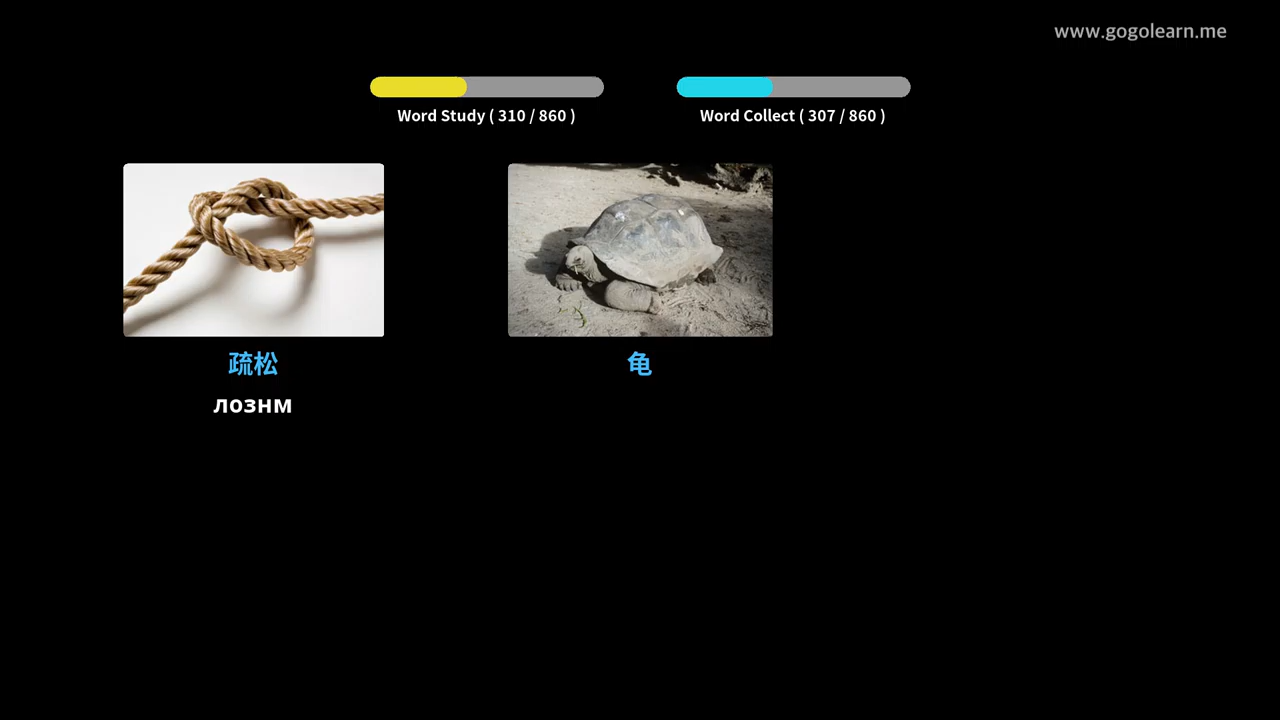 www.gogolearn.me
Word Study ( 310 / 860 )
Word Collect ( 307 / 860 )
疏松
龟
лознм